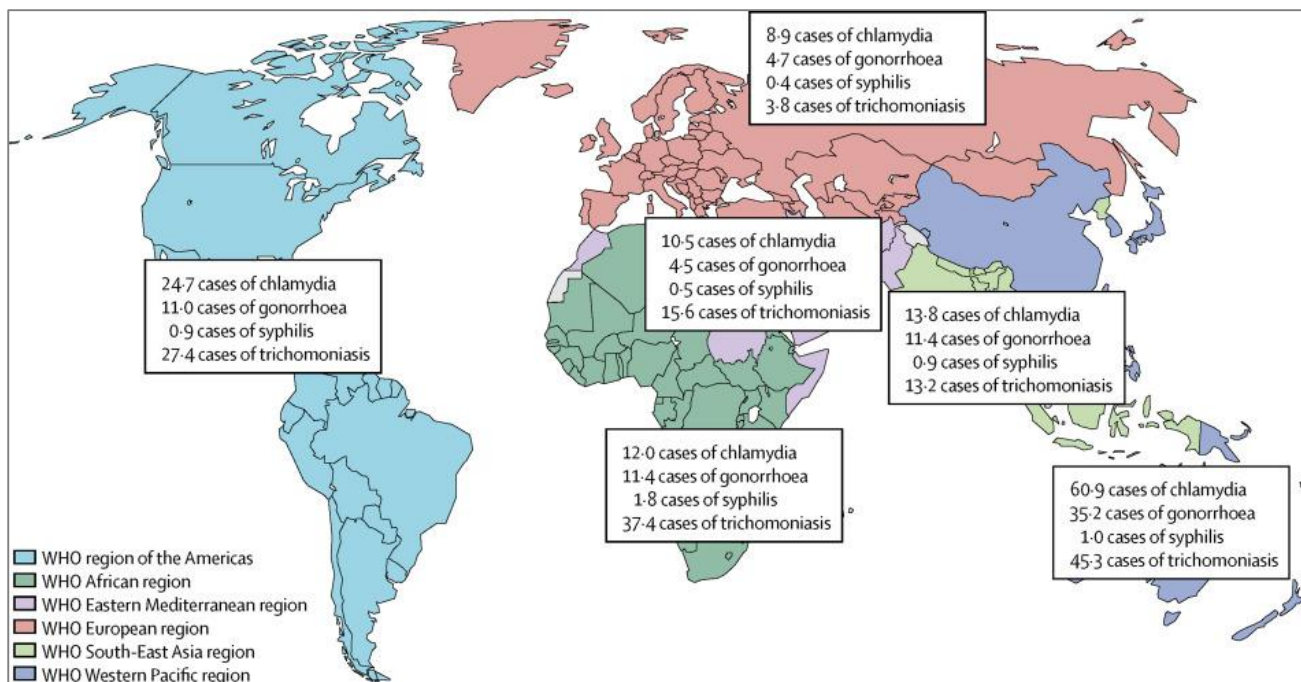 8·9 cases of chlamydia
4·7 cases of gonorrhoea
0·4 cases of syphilis
3·8 cases of trichomoniasis
10·5 cases of chlamydia
4·5 cases of gonorrhoea
0·5 cases of syphilis
15·6 cases of trichomoniasis
24·7 cases of chlamydia
11·0 cases of gonorrhoea
0·9 cases of syphilis
27·4 cases of trichomoniasis
13·8 cases of chlamydia
11·4 cases of gonorrhoea
0·9 cases of syphilis
13·2 cases of trichomoniasis
12·0 cases of chlamydia
11·4 cases of gonorrhoea
1·8 cases of syphilis
37·4 cases of trichomoniasis
60·9 cases of chlamydia
35·2 cases of gonorrhoea
1·0 cases of syphilis
45·3 cases of trichomoniasis
WHO region of the Americas
WHO African region
WHO Eastern Mediterranean region
WHO European region
WHO South-East Asia region
WHO Western Pacific region